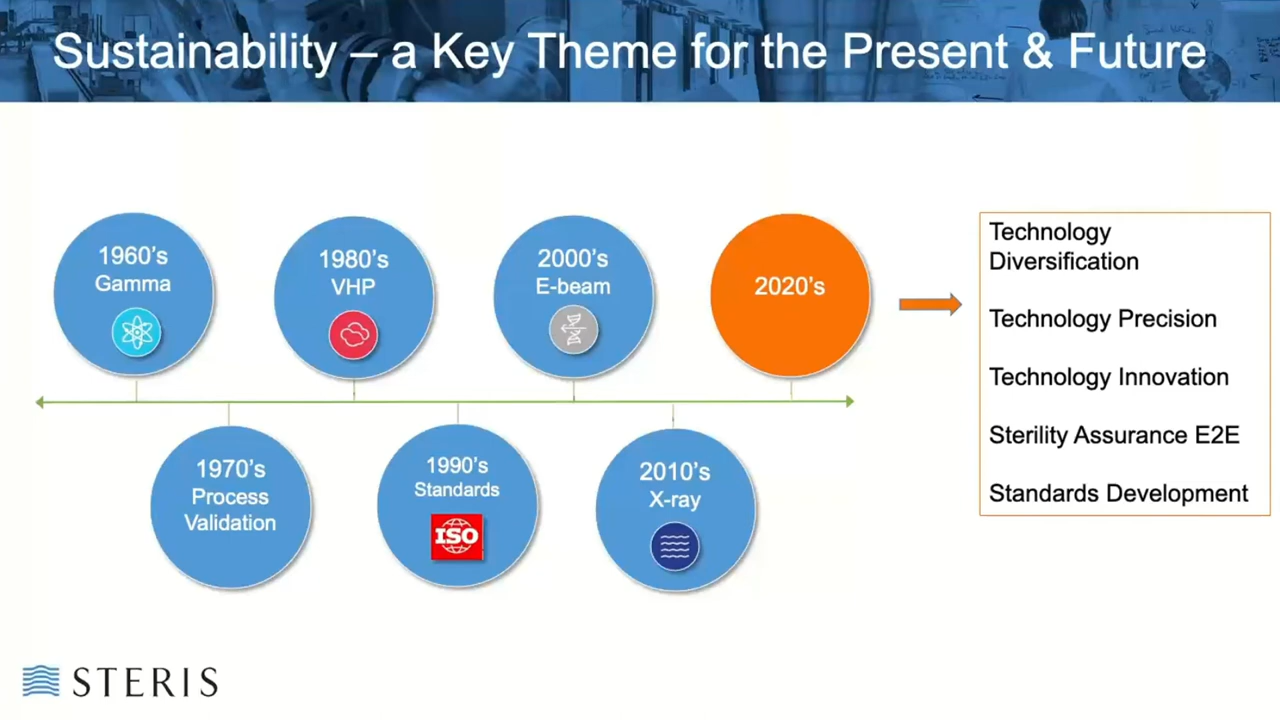 Sustainability – a Key Theme for the Present & Future
1960's
Gamma
1980's
VHP
2000's
E-beam
2020's
1970's
Process
Validation
1990's
Standards
ISO
2010's
X-ray
Technology
Diversification
Technology Precision
Technology Innovation
Sterility Assurance E2E
Standards Development
STERIS